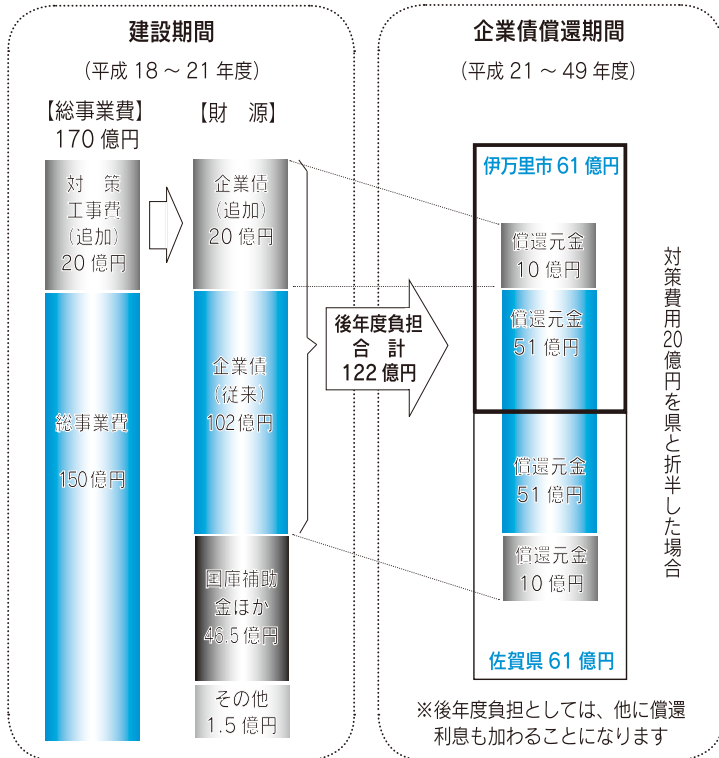 建設期間
(平成 18 ～ 21 年度)
【総事業費】
170 億円
【財　源】
対　策
工事費
(追加)
20 億円
総事業費
150億円
企業債
(追加)
20 億円
企業債
(従来)
102億円
国庫補助
金ほか
46.5 億円
その他
1.5 億円
後年度負担
合　計
122 億円
企業債償還期間
(平成 21 ～ 49 年度)
伊万里市 61 億円
償還元金
10 億円
償還元金
51 億円
償還元金
51 億円
償還元金
10 億円
佐賀県 61 億円
対策費用20億円を県と折半した場合
※後年度負担としては、他に償還
利息も加わることになります